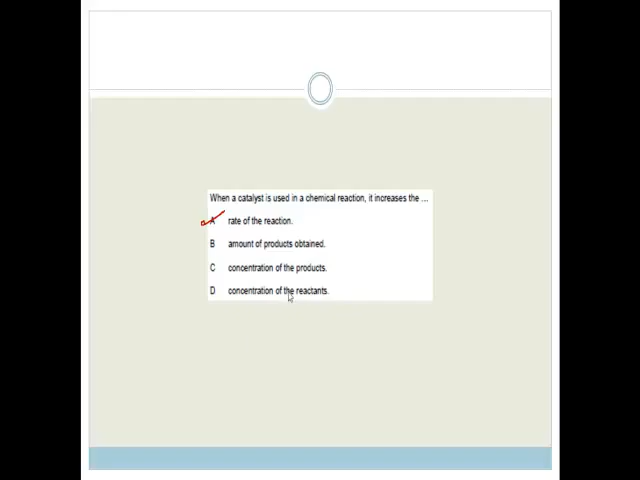 When a catalyst is used in a chemical reaction, it increases the ...
A rate of the reaction.
B amount of products obtained.
C concentration of the products.
D concentration of the reactants.